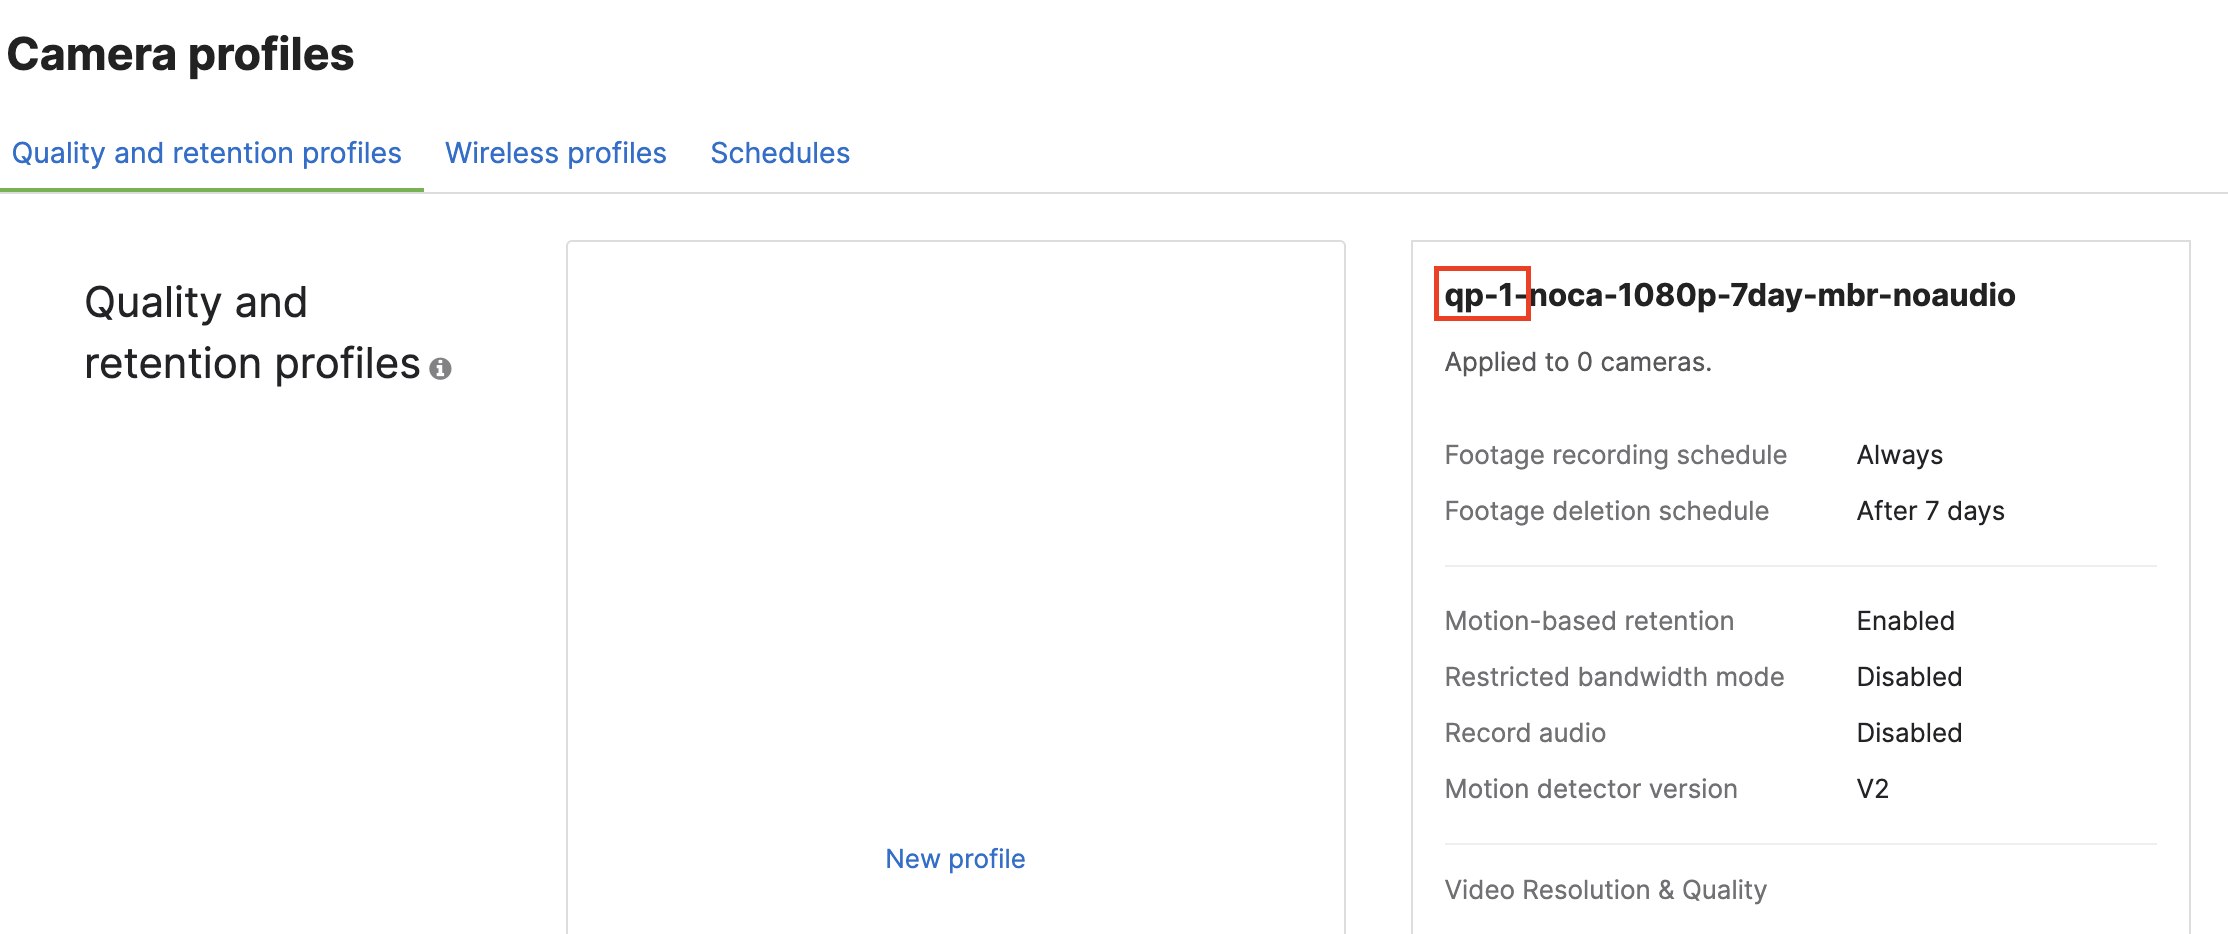 Camera profiles
Quality and retention profiles Wireless profiles Schedules
Quality and
retention profiles
New profile
qp-1-noca-1080p-7day-mbr-noaudio
Applied to 0 cameras.
Footage recording schedule Always
Footage deletion schedule After 7 days
Motion-based retention Enabled
Restricted bandwidth mode Disabled
Record audio Disabled
Motion detector version V2
Video Resolution & Quality